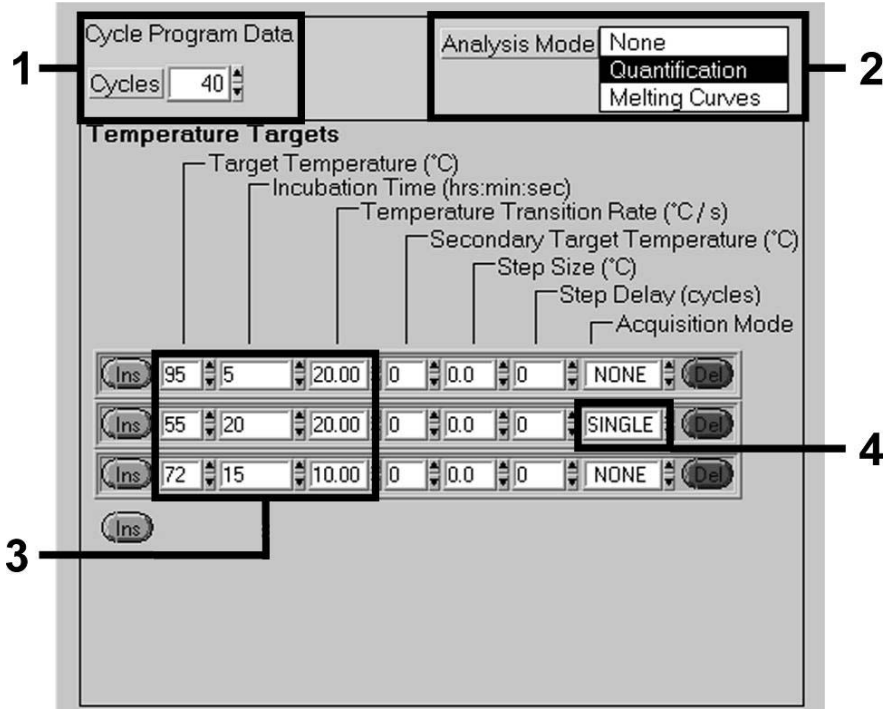 Cycle Program Data
Cycles 40
Analysis Mode None
Quantification
Melting Curves
1
2
Temperature Targets
Target Temperature (°C)
Incubation Time (hrs:min:sec)
Temperature Transition Rate (°C / s)
Secondary Target Temperature (°C)
Step Size (°C)
Step Delay (cycles)
Acquisition Mode
Ins 95 5 20.00 0 0.0 0 NONE Del
Ins 55 20 20.00 0 0.0 0 SINGLE Del
Ins 72 15 10.00 0 0.0 0 NONE Del
Ins
3
4